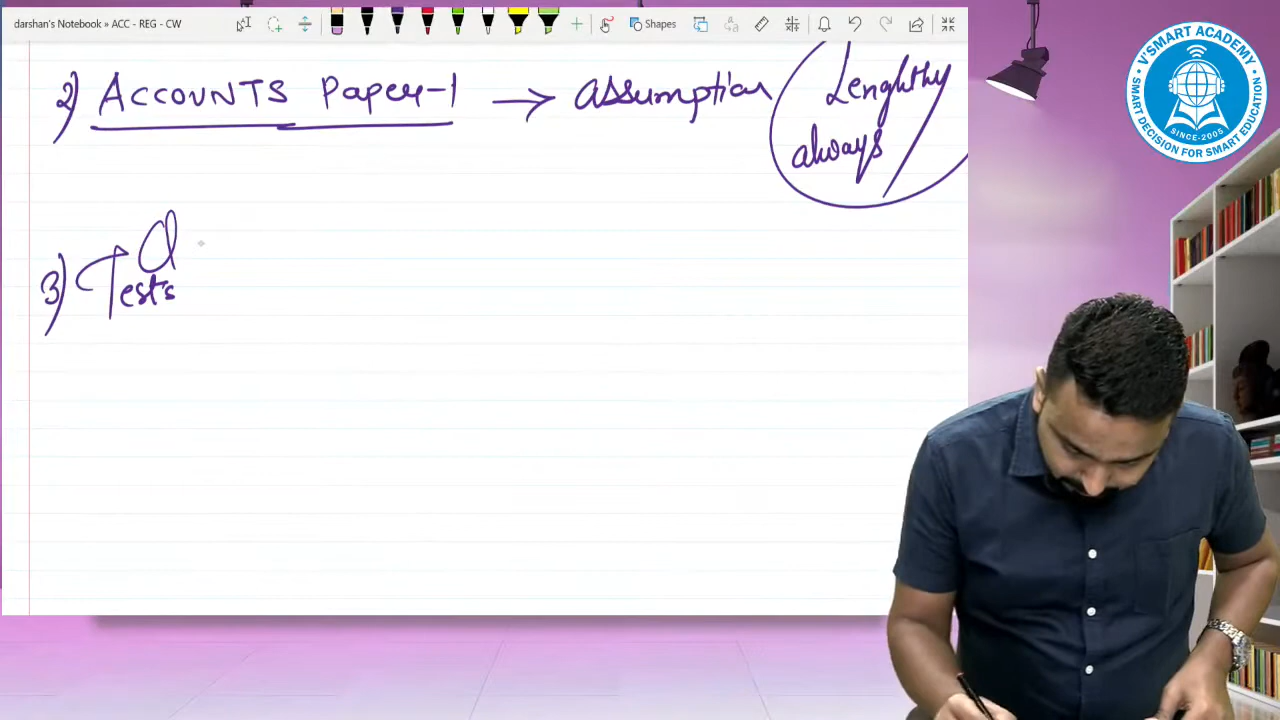 darshan's Notebook » ACC - REG - CW
Shapes
2) ACCOUNTS Paper-1 → assumption Lenghthy
always
3) Tests
V'SMART ACADEMY
SINCE-2005
SMART DECISION FOR SMART EDUCATION